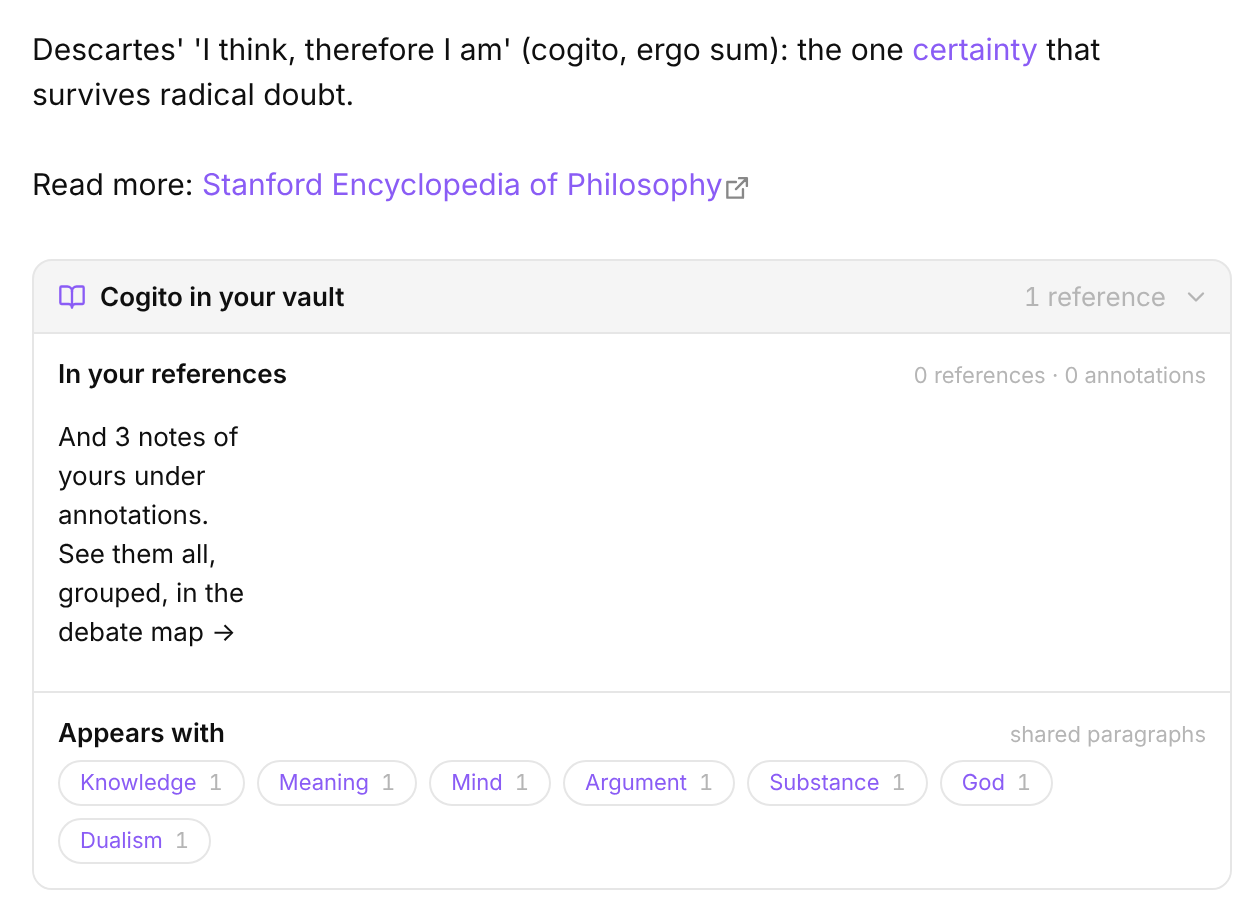 Descartes' 'I think, therefore I am' (cogito, ergo sum): the one certainty that
survives radical doubt.
Read more: Stanford Encyclopedia of Philosophy
Cogito in your vault
1 reference
In your references
0 references · 0 annotations
And 3 notes of
yours under
annotations.
See them all,
grouped, in the
debate map →
Appears with
shared paragraphs
Knowledge 1 Meaning 1 Mind 1 Argument 1 Substance 1 God 1
Dualism 1